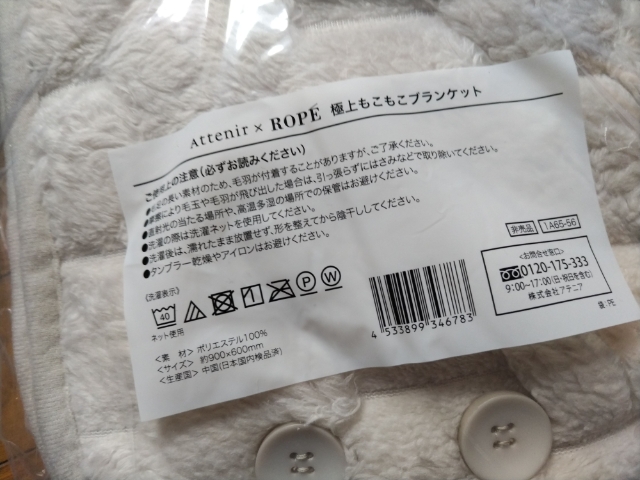 Attenir × ROPÉ 極上もこもこブランケット
ご使用上の注意(必ずお読みください)
の長い素材のため、毛羽が付着することがありますが、ご了承ください。
により毛玉や毛羽が飛び出した場合は、引っ張らずにはさみなどで取り除いてください。
●直射光の当たる場所や、高温多湿の場所での保管はお避けください。
●洗濯の際は洗濯ネットを使用してください。
●洗濯後は、濡れたまま放置せず、形を整えてから陰干ししてください。
●タンブラー乾燥やアイロンはお避けください。
<洗濯表示>
40 P W
ネット使用
<素 材> ポリエステル100%
<サイズ> 約900×600mm
<生産国> 中国(日本国内検品済)
4 533899 346783
非売品 1A65-56
<お問合せ窓口>
0120-175-333
9:00~17:00(日・祝日を含む)
株式会社アテニア
袋:PE